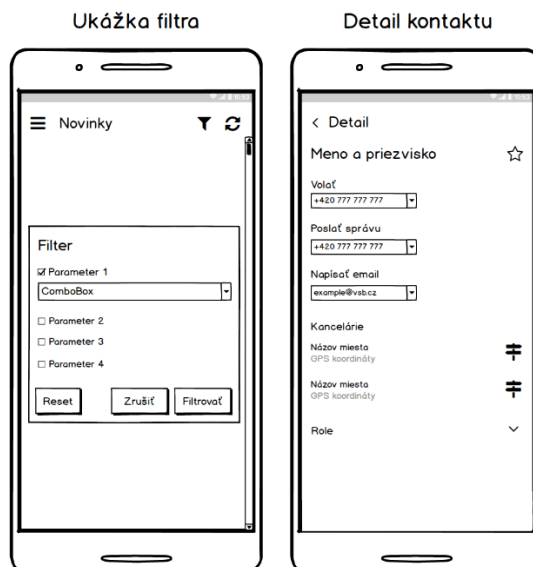 Ukážka filtra
Novinky
Filter
Parameter 1
ComboBox
Parameter 2
Parameter 3
Parameter 4
Reset
Zrušiť
Filtrovať
Detail kontaktu
Detail
Meno a priezvisko
Volať
+420 777 777 777
Poslať správu
+420 777 777 777
Napísať email
example@vsb.cz
Kancelárie
Názov miesta
GPS koordináty
Názov miesta
GPS koordináty
Role